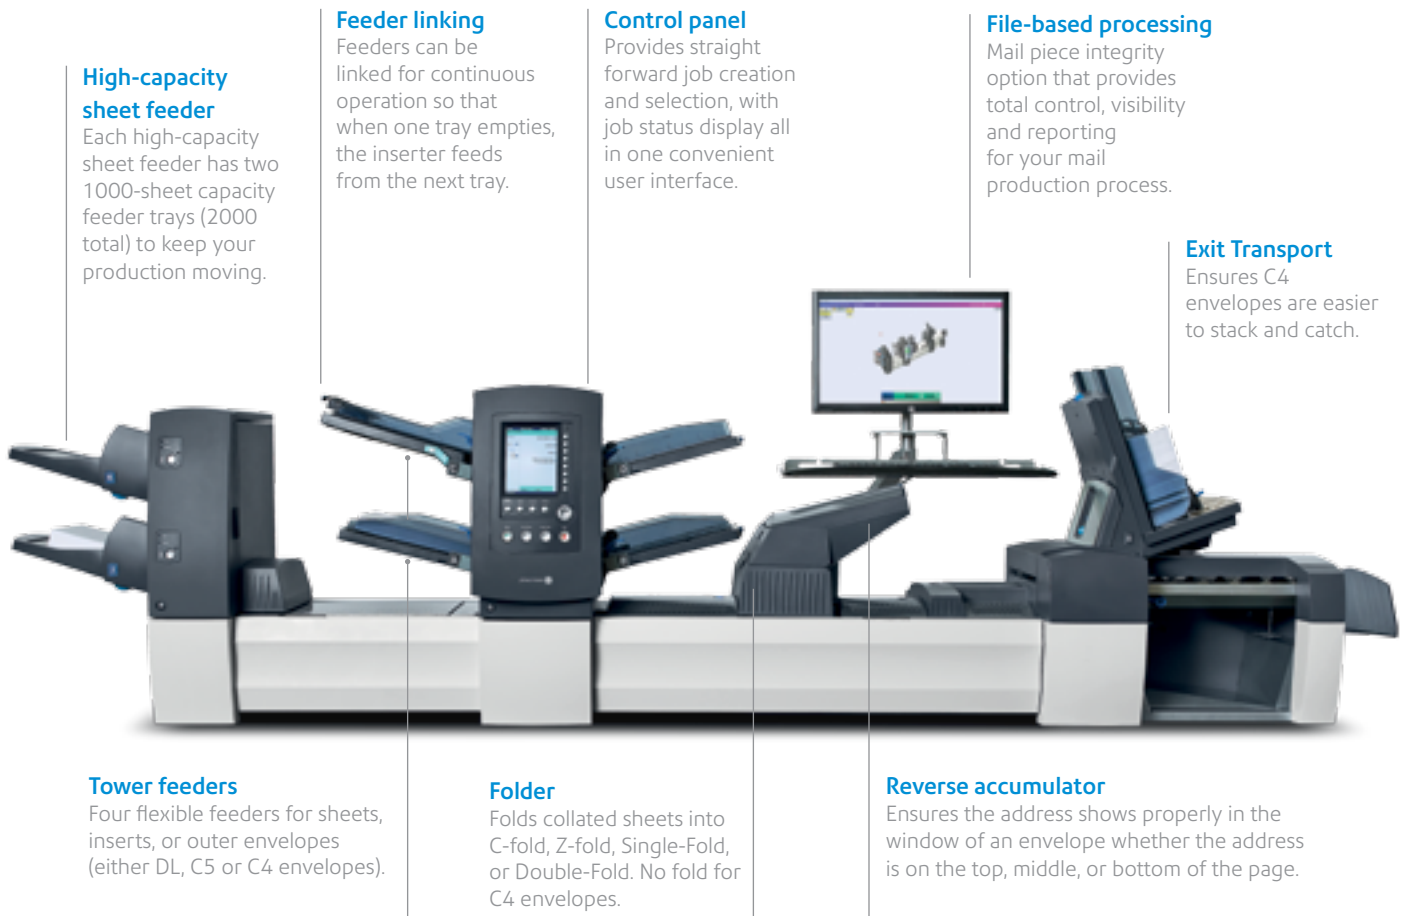 High-capacity
sheet feeder
Each high-capacity
sheet feeder has two
1000-sheet capacity
feeder trays (2000
total) to keep your
production moving.
Feeder linking
Feeders can be
linked for continuous
operation so that
when one tray empties,
the inserter feeds
from the next tray.
Control panel
Provides straight
forward job creation
and selection, with
job status display all
in one convenient
user interface.
File-based processing
Mail piece integrity
option that provides
total control, visibility
and reporting
for your mail
production process.
Exit Transport
Ensures C4
envelopes are easier
to stack and catch.
Tower feeders
Four flexible feeders for sheets,
inserts, or outer envelopes
(either DL, C5 or C4 envelopes).
Folder
Folds collated sheets into
C-fold, Z-fold, Single-Fold,
or Double-Fold. No fold for
C4 envelopes.
Reverse accumulator
Ensures the address shows properly in the
window of an envelope whether the address
is on the top, middle, or bottom of the page.